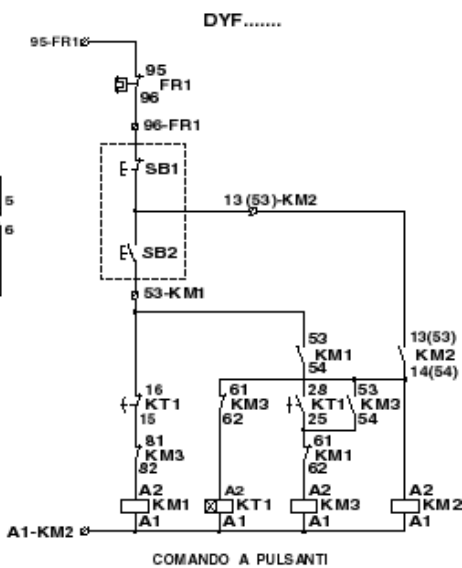 DYF.......
95-FR1
95
FR1
96
96-FR1
SB1
5
6
13(53)-KM2
SB2
53-KM1
53
KM1
54
13(53)
KM2
14(54)
16
KT1
15
61
KM3
62
28
KT1
25
53
KM3
54
81
KM3
82
61
KM1
62
A2
KM1
A1
A2
KT1
A1
A2
KM3
A1
A2
KM2
A1
A1-KM2
COMANDO A PULSANTI